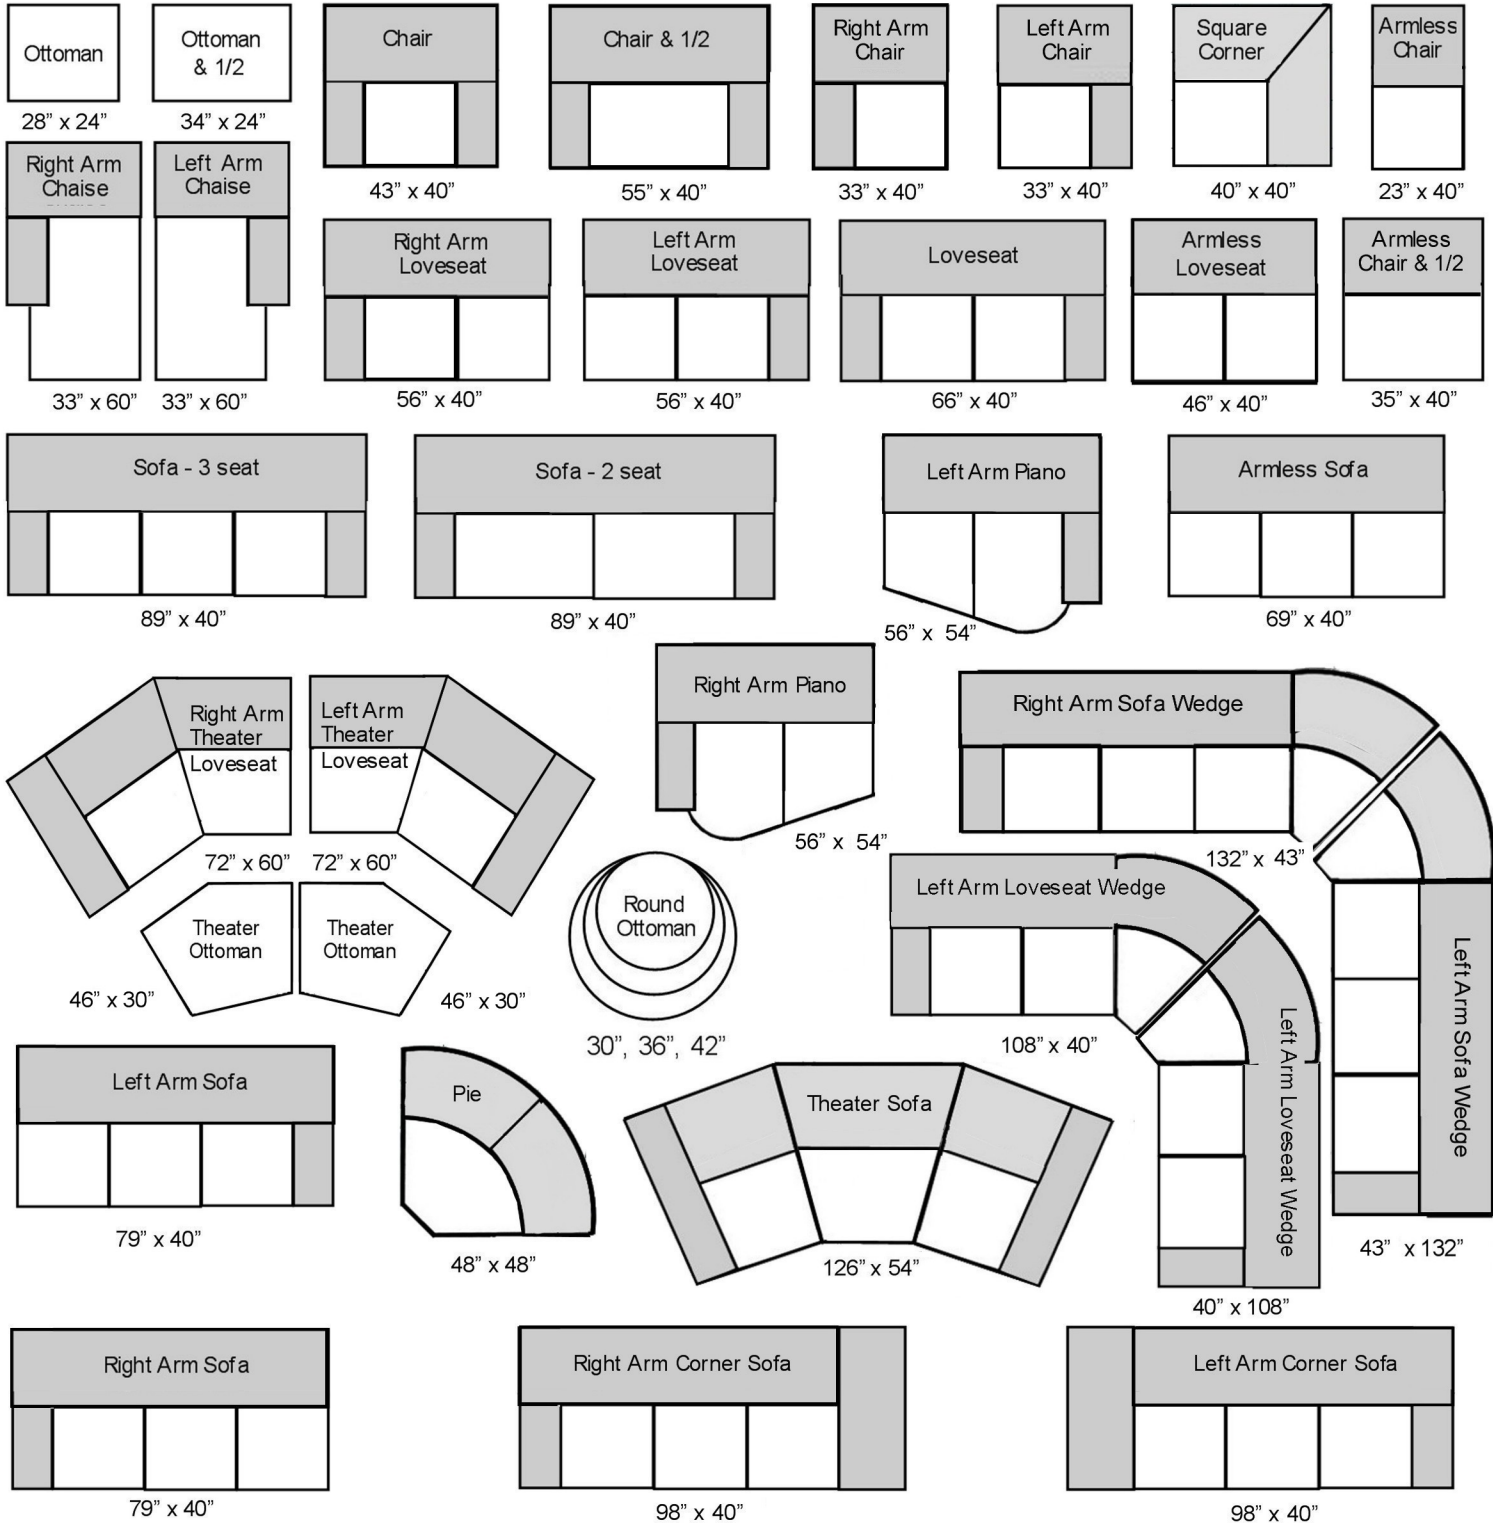 Ottoman
28” x 24”
Ottoman
& 1/2
34” x 24”
Chair
43” x 40”
Chair & 1/2
55” x 40”
Right Arm
Chair
33” x 40”
Left Arm
Chair
33” x 40”
Square
Corner
40” x 40”
Armless
Chair
23” x 40”
Right Arm
Chaise
33” x 60”
Left Arm
Chaise
33” x 60”
Right Arm
Loveseat
56” x 40”
Left Arm
Loveseat
56” x 40”
Loveseat
66” x 40”
Armless
Loveseat
46” x 40”
Armless
Chair & 1/2
35” x 40”
Sofa - 3 seat
89” x 40”
Sofa - 2 seat
89” x 40”
Left Arm Piano
56” x 54”
Armless Sofa
69” x 40”
Right Arm
Theater
Loveseat
72” x 60”
Left Arm
Theater
Loveseat
72” x 60”
Right Arm Piano
56” x 54”
Right Arm Sofa Wedge
132” x 43”
Theater
Ottoman
46” x 30”
Theater
Ottoman
46” x 30”
Round
Ottoman
30”, 36”, 42”
Left Arm Loveseat Wedge
108” x 40”
Left Arm Loveseat Wedge
40” x 108”
Left Arm Sofa Wedge
43” x 132”
Left Arm Sofa
79” x 40”
Pie
48” x 48”
Theater Sofa
126” x 54”
Right Arm Sofa
79” x 40”
Right Arm Corner Sofa
98” x 40”
Left Arm Corner Sofa
98” x 40”